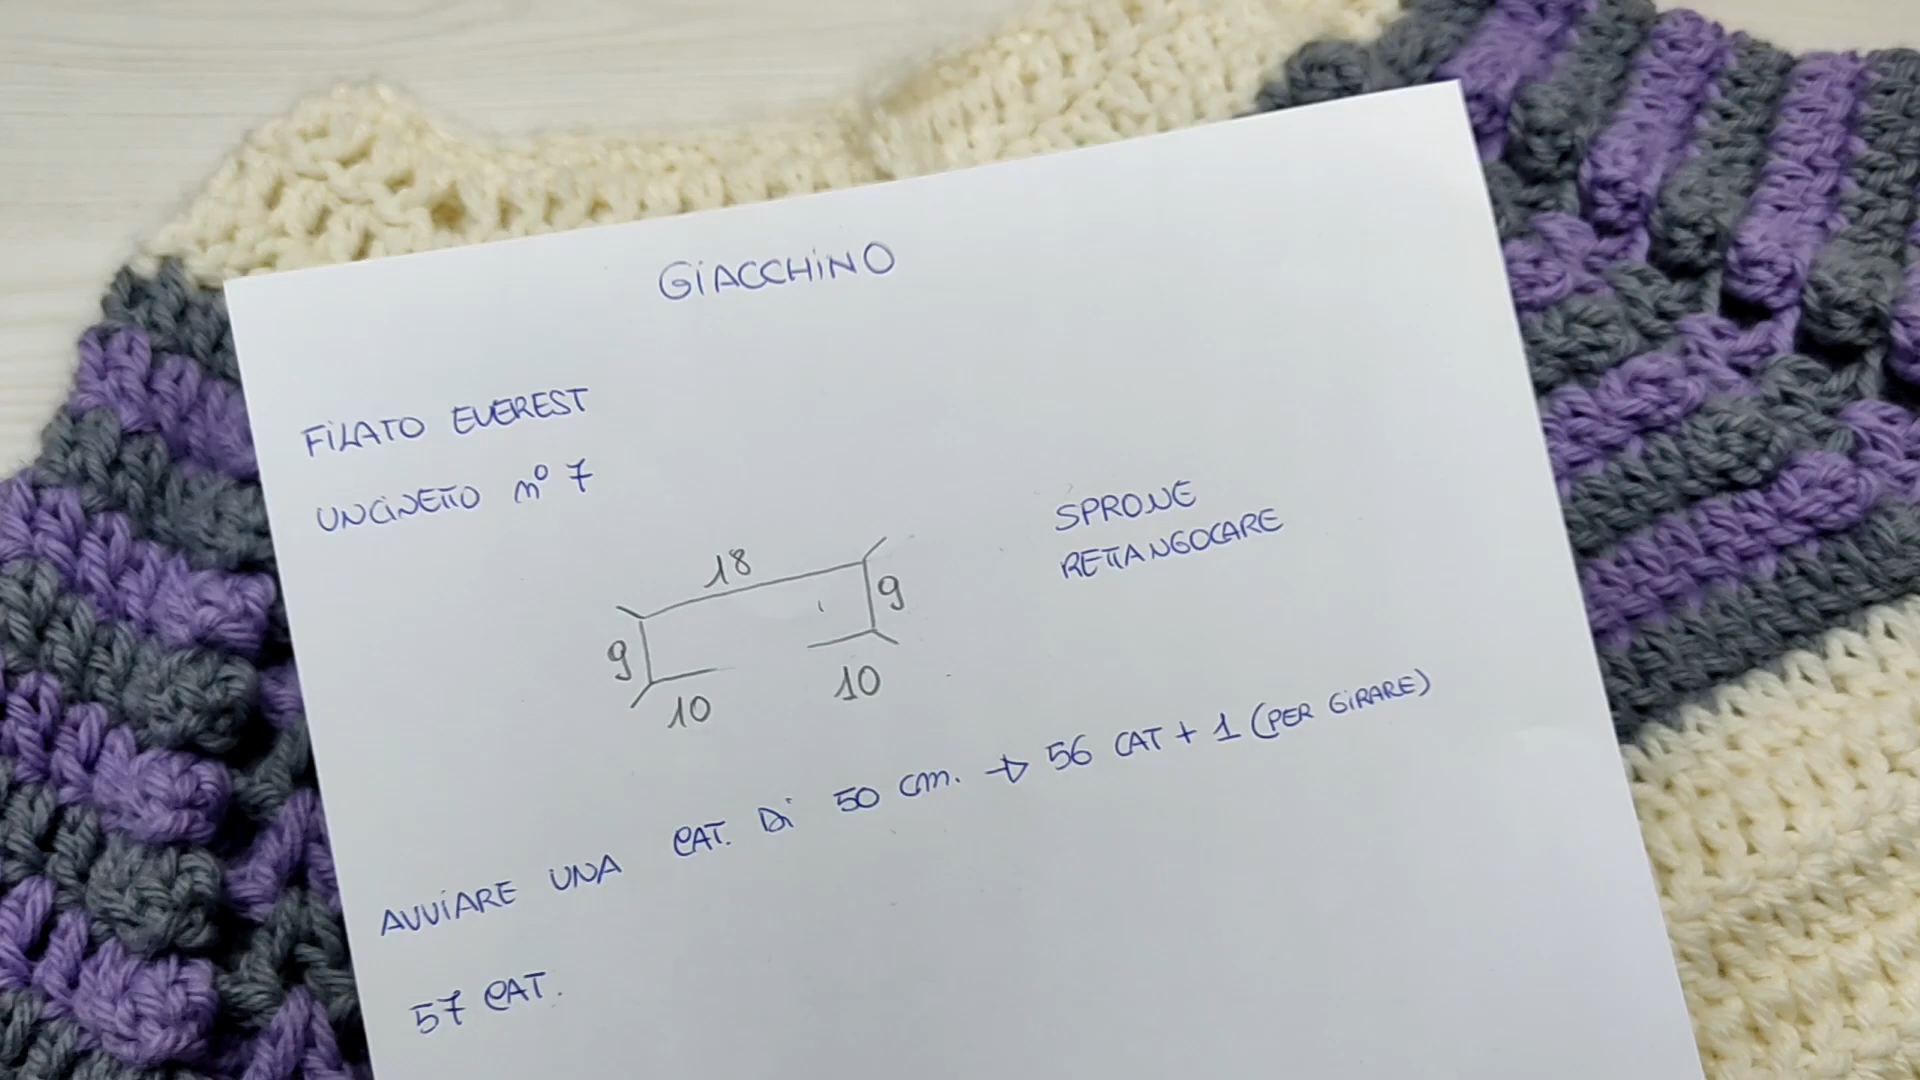 GIACCHINO
FILATO EVEREST
UNCINETTO n° 7
SPRONE
RETTANGOLARE
18
9
9
10
10
AVVIARE UNA CAT. Di 50 cm. → 56 CAT + 1 (PER GIRARE)
57 CAT.